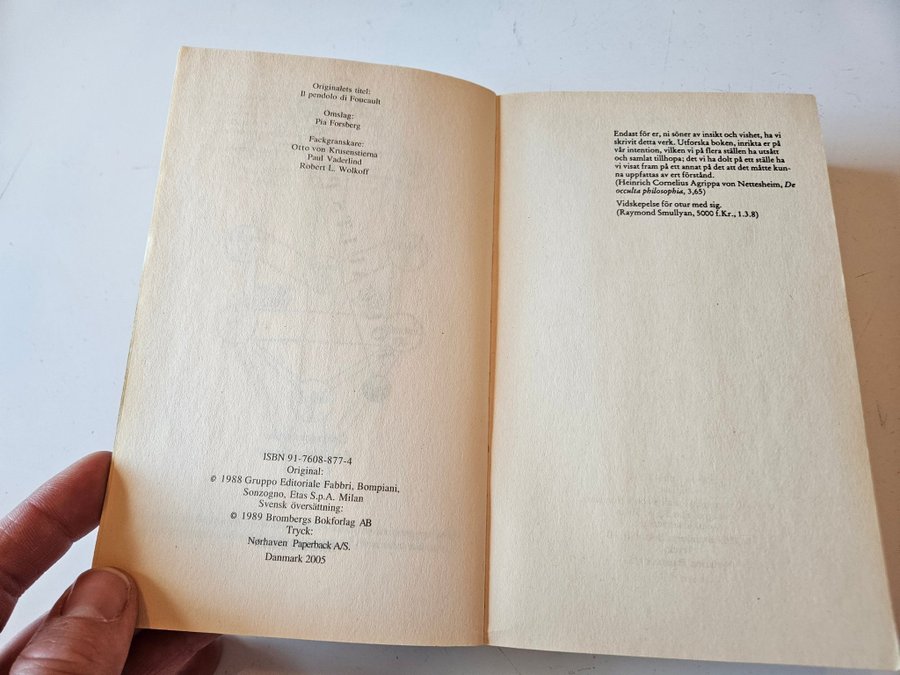 Originalets titel:
Il pendolo di Foucault
Omslag:
Pia Forsberg
Fackgranskare:
Otto von Krusenstierna
Paul Vaderlind
Robert L. Wolkoff
ISBN 91-7608-877-4
Original:
© 1988 Gruppo Editoriale Fabbri, Bompiani,
Sonzogno, Etas S.p.A. Milan
Svensk översättning:
© 1989 Brombergs Bokforlag AB
Tryck:
Nørhaven Paperback A/S.
Danmark 2005
Endast för er, ni söner av insikt och vishet, ha vi
skrivit detta verk. Utforska boken, inrikta er på
vår intention, vilken vi på flera ställen ha utsått
och samlat tillhopa; det vi ha dolt på ett ställe ha
vi visat fram på ett annat på det att det måtte kun-
na uppfattas av ert förstånd.
(Heinrich Cornelius Agrippa von Nettesheim, De
occulta philosophia, 3,65)
Vidskepelse för otur med sig.
(Raymond Smullyan, 5000 f.Kr., 1.3.8)